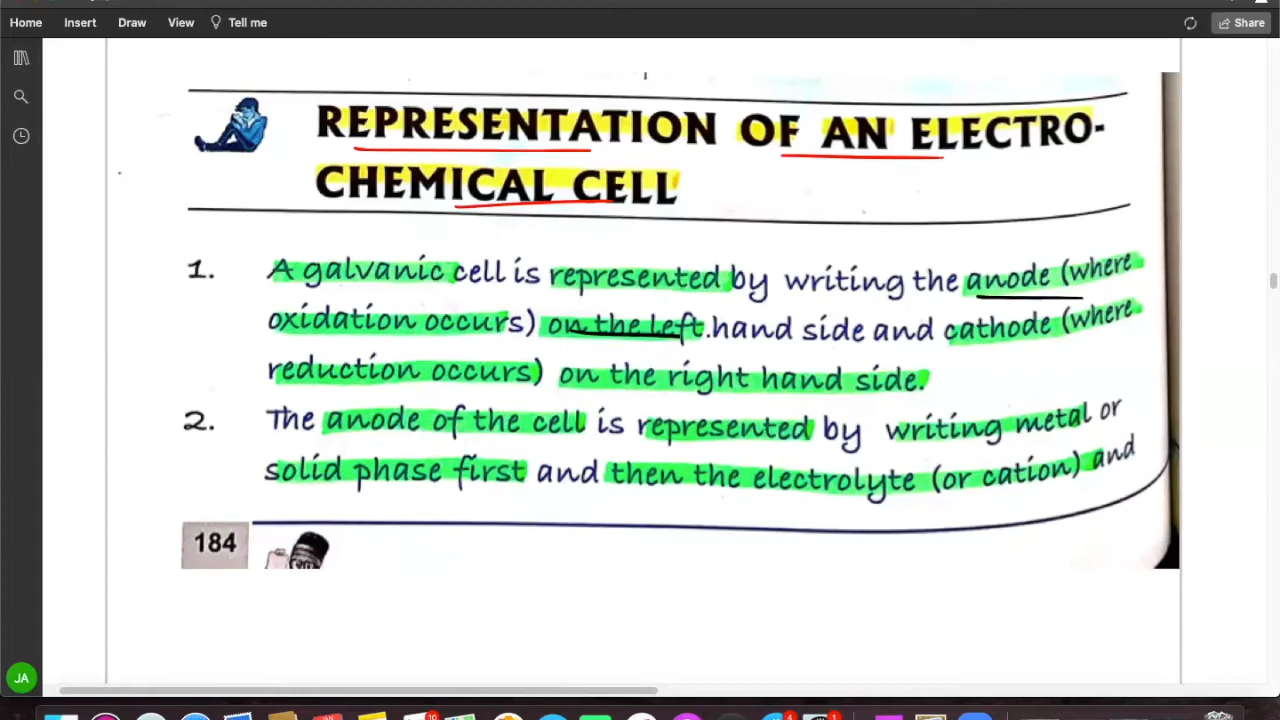 Home Insert Draw View Tell me Share
REPRESENTATION OF AN ELECTRO-
CHEMICAL CELL
1. A galvanic cell is represented by writing the anode (where
oxidation occurs) on the left.hand side and cathode (where
reduction occurs) on the right hand side.
2. The anode of the cell is represented by writing metal or
solid phase first and then the electrolyte (or cation) and
184
JA
10
4
1